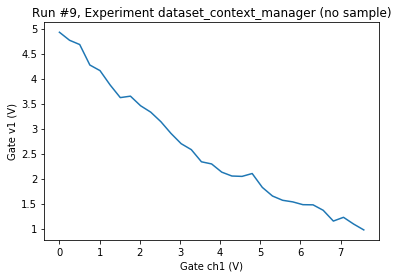 Run #9, Experiment dataset_context_manager (no sample)
5
4.5
4
3.5
3
2.5
2
1.5
1
Gate v1 (V)
0 1 2 3 4 5 6 7
Gate ch1 (V)